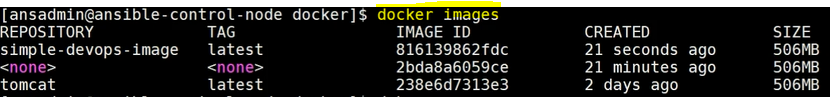 [ansadmin@ansible-control-node docker]$ docker images
REPOSITORY TAG IMAGE ID CREATED SIZE
simple-devops-image latest 816139862fdc 21 seconds ago 506MB
<none> <none> 2bda8a6059ce 21 minutes ago 506MB
tomcat latest 238e6d7313e3 2 days ago 506MB